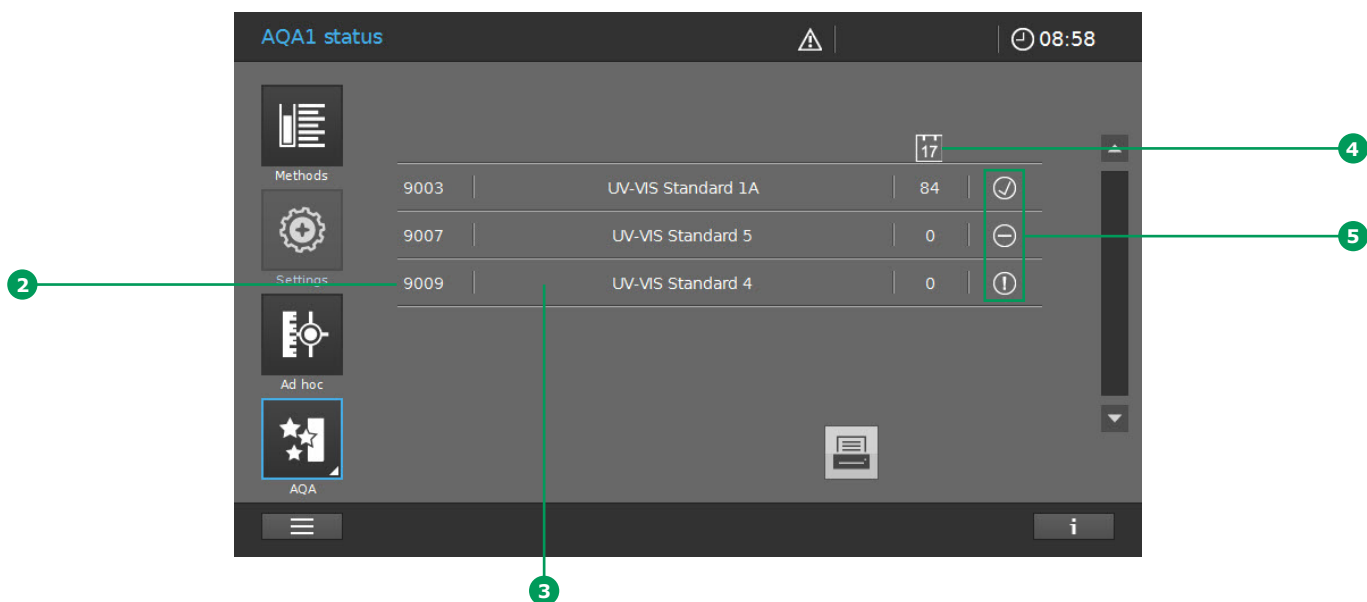 AQA1 status
08:58
17
4
Methods
9003 UV-VIS Standard 1A 84
9007 UV-VIS Standard 5 0
5
Settings
2
9009 UV-VIS Standard 4 0
Ad hoc
AQA
i
3